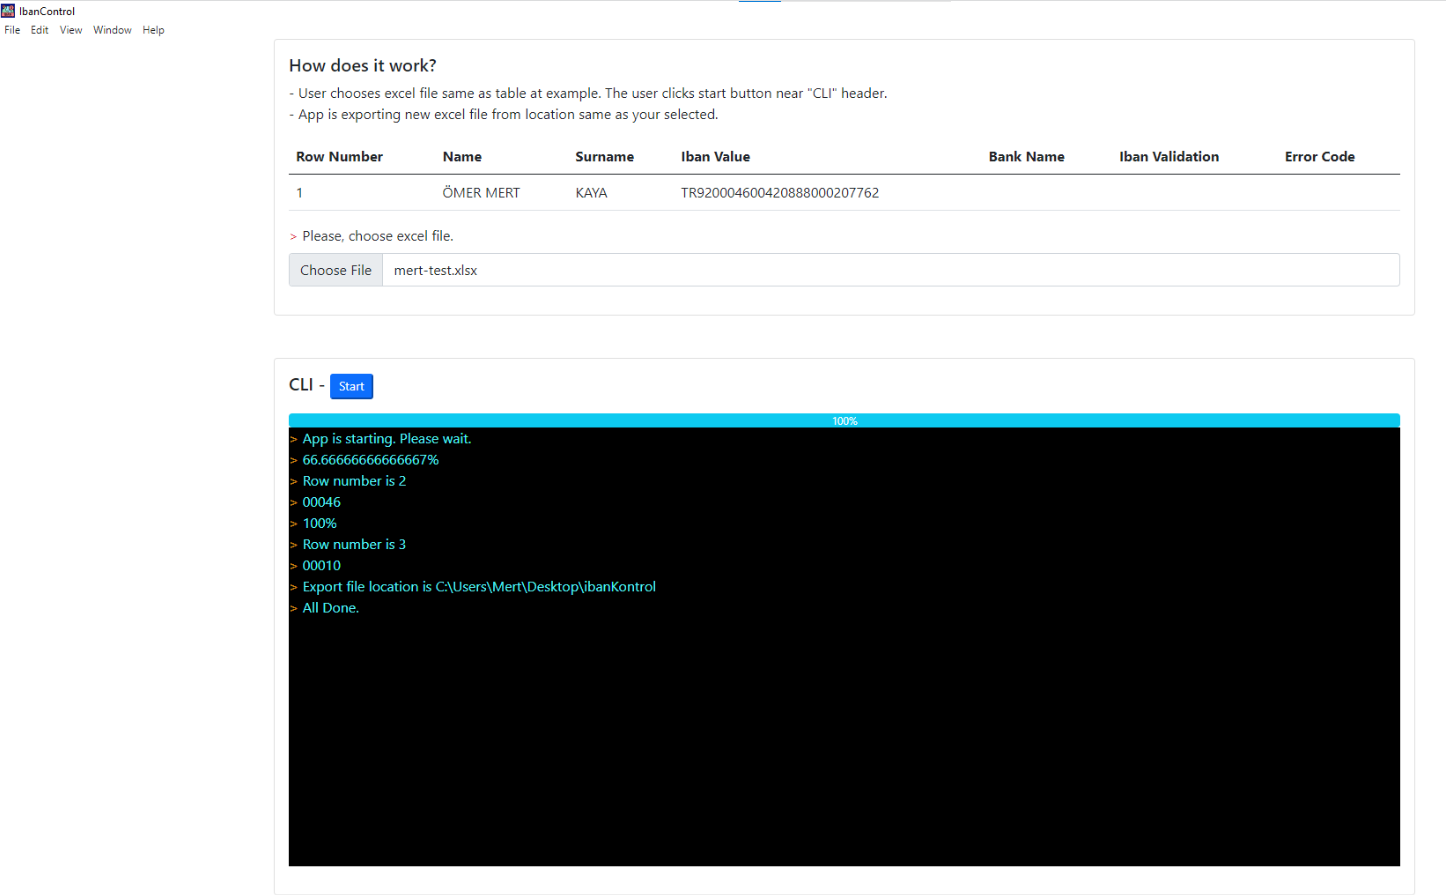 IbanControl
File Edit View Window Help
How does it work?
- User chooses excel file same as table at example. The user clicks start button near "CLI" header.
- App is exporting new excel file from location same as your selected.
Row Number Name Surname Iban Value Bank Name Iban Validation Error Code
1 ÖMER MERT KAYA TR920004600420888000207762
> Please, choose excel file.
Choose File mert-test.xlsx
CLI - Start
100%
> App is starting. Please wait.
> 66.66666666666667%
> Row number is 2
> 00046
> 100%
> Row number is 3
> 00010
> Export file location is C:\Users\Mert\Desktop\ibanKontrol
> All Done.